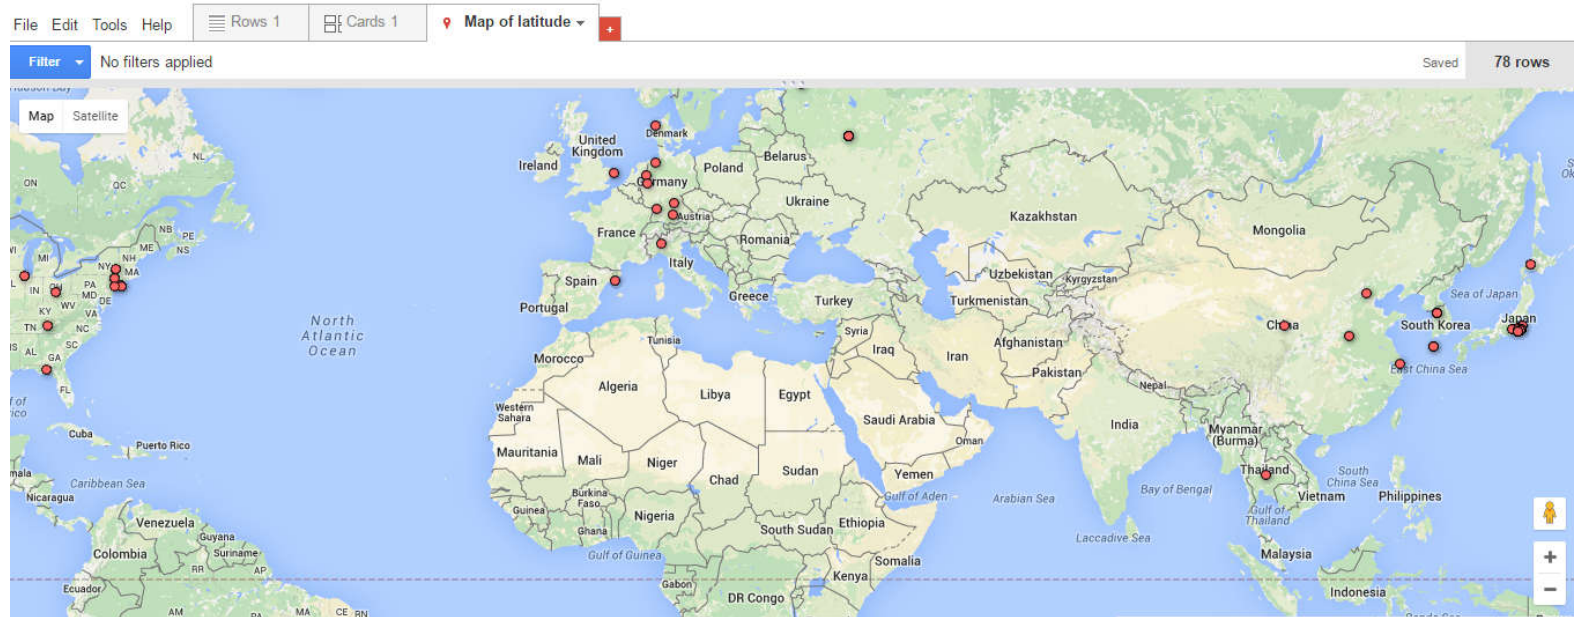 File Edit Tools Help Rows 1 Cards 1 Map of latitude +
Filter No filters applied Saved 78 rows
Hudson Bay
Map Satellite
Denmark
United Kingdom
Ireland
Poland
Belarus
Germany
NL
ON
QC
Ukraine
Kazakhstan
Mongolia
Austria
France
Romania
NB
PE
ME
NS
MI
NH
NY
MA
Italy
Spain
Portugal
Greece
Turkey
Uzbekistan
Kyrgyzstan
Turkmenistan
Sea of Japan
IN
PA
MD
DE
WV
KY
VA
TN
NC
SC
AL
GA
FL
North Atlantic Ocean
Tunisia
Syria
Iraq
Iran
Afghanistan
China
South Korea
Japan
Morocco
Algeria
Libya
Egypt
Pakistan
Nepal
East China Sea
Western Sahara
Saudi Arabia
Oman
India
Myanmar (Burma)
Cuba
Puerto Rico
Mauritania
Mali
Niger
Chad
Sudan
Yemen
Thailand
South China Sea
Caribbean Sea
Nicaragua
Burkina Faso
Guinea
Ghana
Nigeria
South Sudan
Ethiopia
Gulf of Aden
Arabian Sea
Bay of Bengal
Vietnam
Philippines
Gulf of Thailand
Laccadive Sea
Venezuela
Guyana
Suriname
Colombia
Gulf of Guinea
Somalia
Malaysia
RR
AP
Ecuador
Gabon
Kenya
DR Congo
Indonesia
AM
PA
MA
CE
RN
+
−